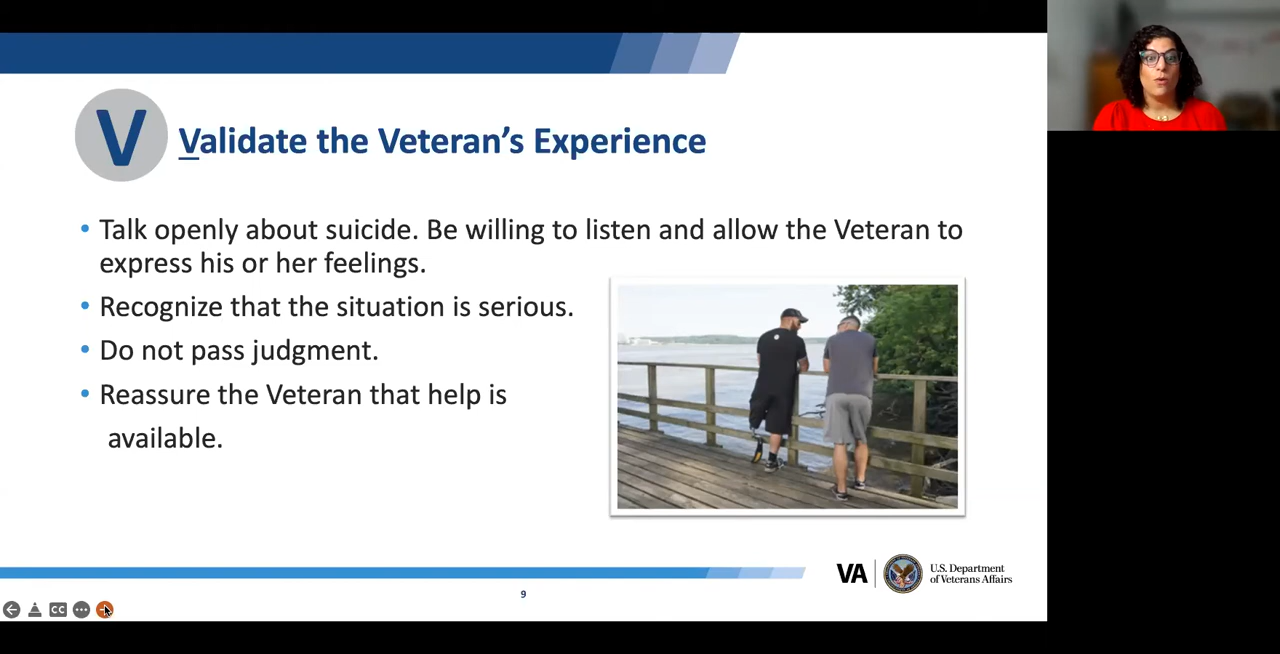 V
Validate the Veteran's Experience
• Talk openly about suicide. Be willing to listen and allow the Veteran to
express his or her feelings.
• Recognize that the situation is serious.
• Do not pass judgment.
• Reassure the Veteran that help is
available.
VA
U.S. Department
of Veterans Affairs
9
CC